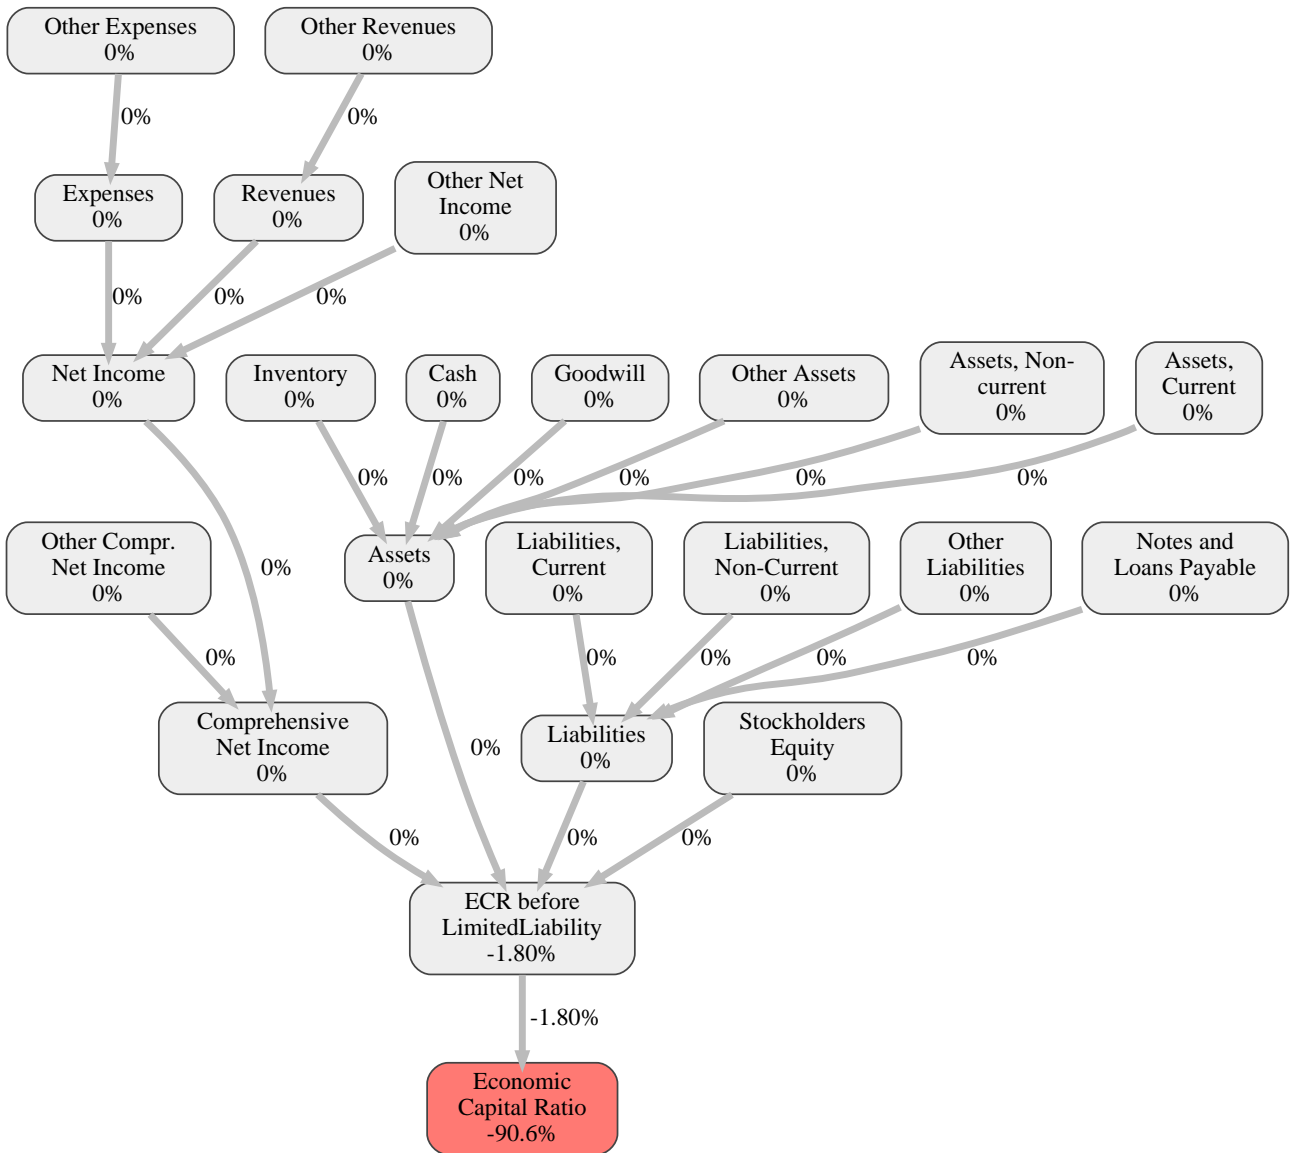 Other Expenses
0%
Other Revenues
0%
0%
0%
Expenses
0%
Revenues
0%
Other Net
Income
0%
0%
0%
0%
Net Income
0%
Inventory
0%
Cash
0%
Goodwill
0%
Other Assets
0%
Assets, Non-
current
0%
Assets,
Current
0%
0%
0%
0%
0%
0%
0%
Other Compr.
Net Income
0%
0%
Assets
0%
Liabilities,
Current
0%
Liabilities,
Non-Current
0%
Other
Liabilities
0%
Notes and
Loans Payable
0%
0%
0%
0%
0%
0%
Comprehensive
Net Income
0%
0%
Liabilities
0%
Stockholders
Equity
0%
0%
0%
0%
ECR before
LimitedLiability
-1.80%
-1.80%
Economic
Capital Ratio
-90.6%